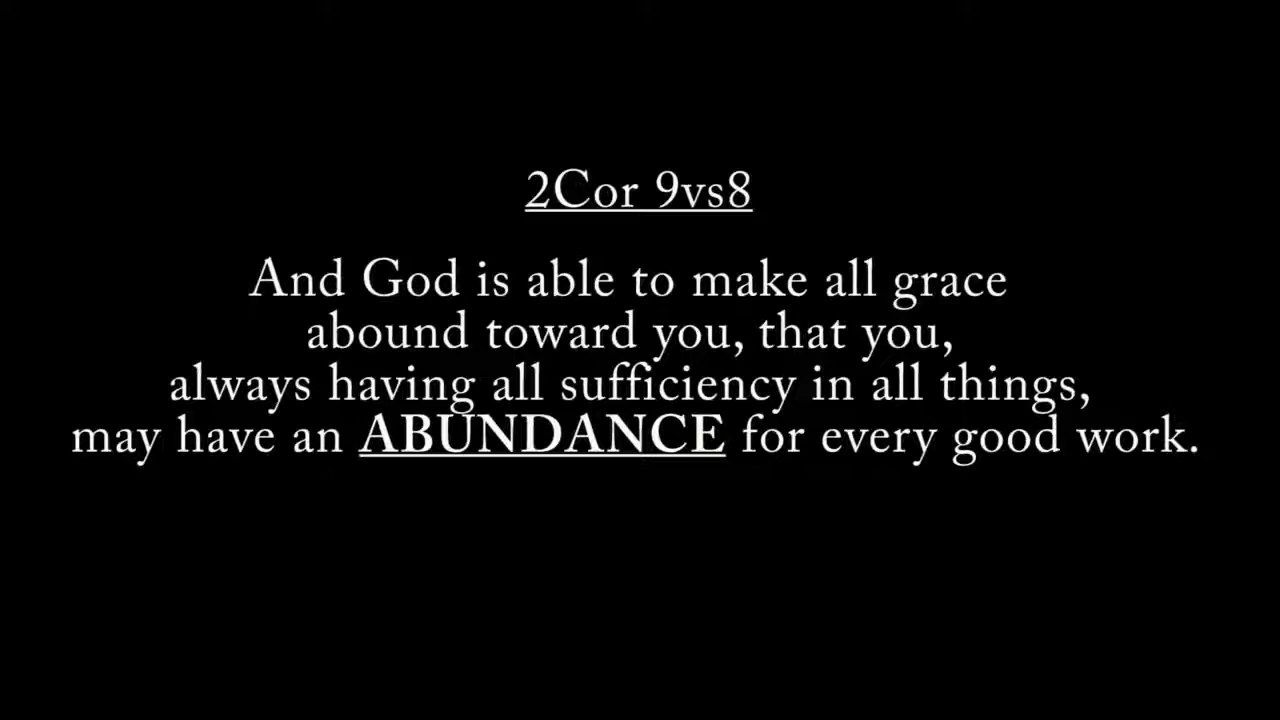 2Cor 9vs8
And God is able to make all grace
abound toward you, that you,
always having all sufficiency in all things,
may have an ABUNDANCE for every good work.